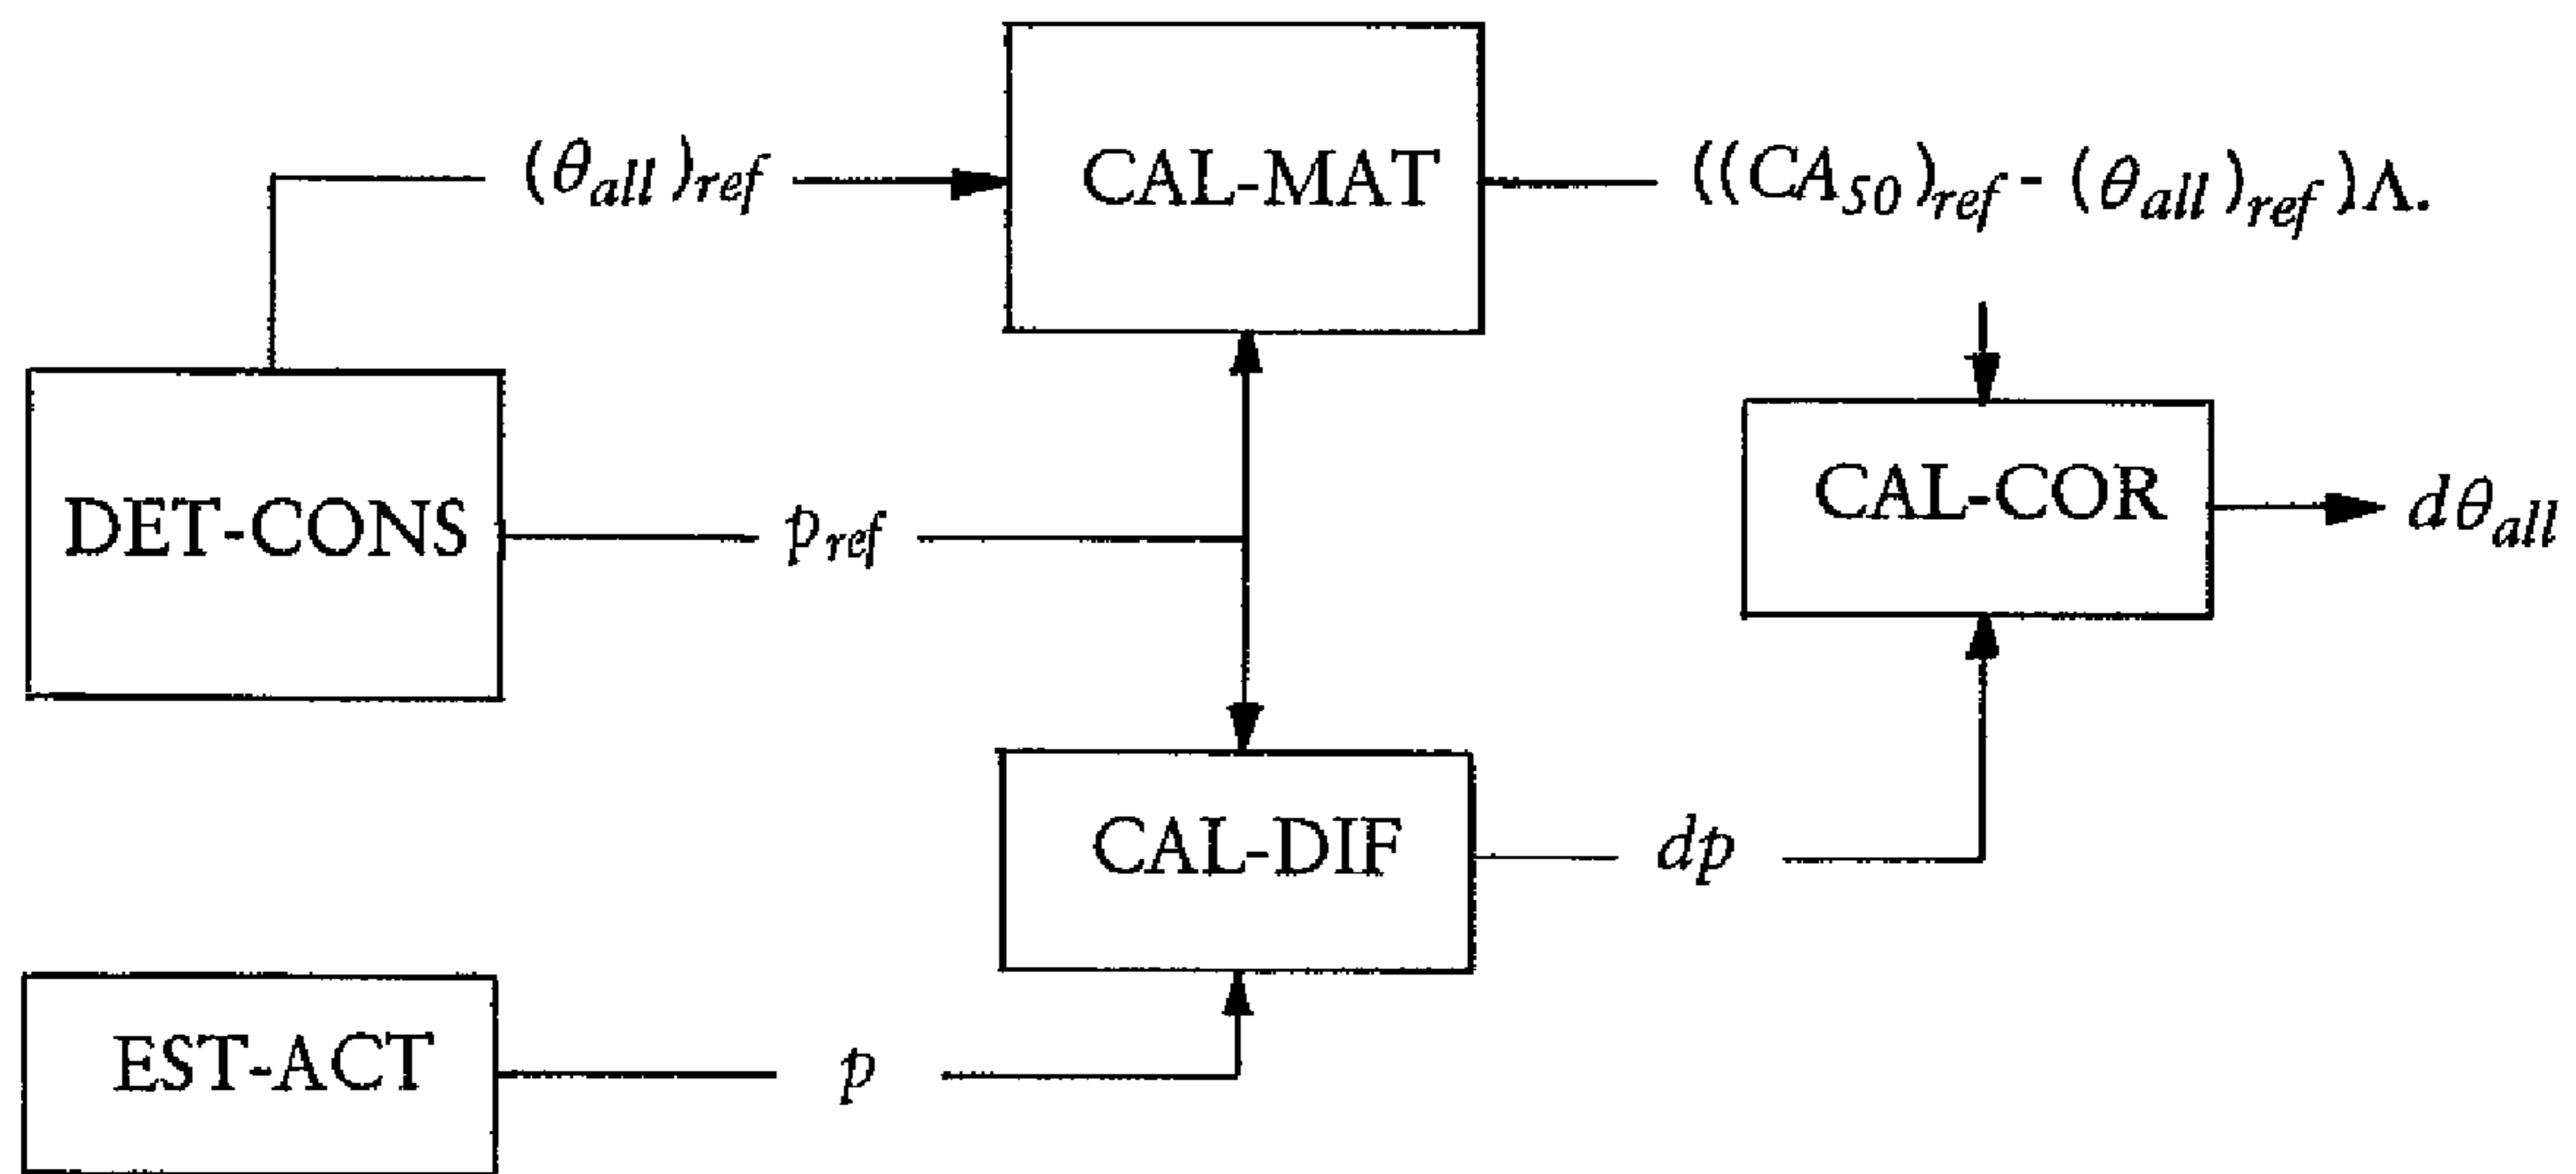 (θall)ref
CAL-MAT
((CA50)ref - (θall)ref)Λ.
DET-CONS
pref
CAL-COR
dθall
CAL-DIF
dp
EST-ACT
p